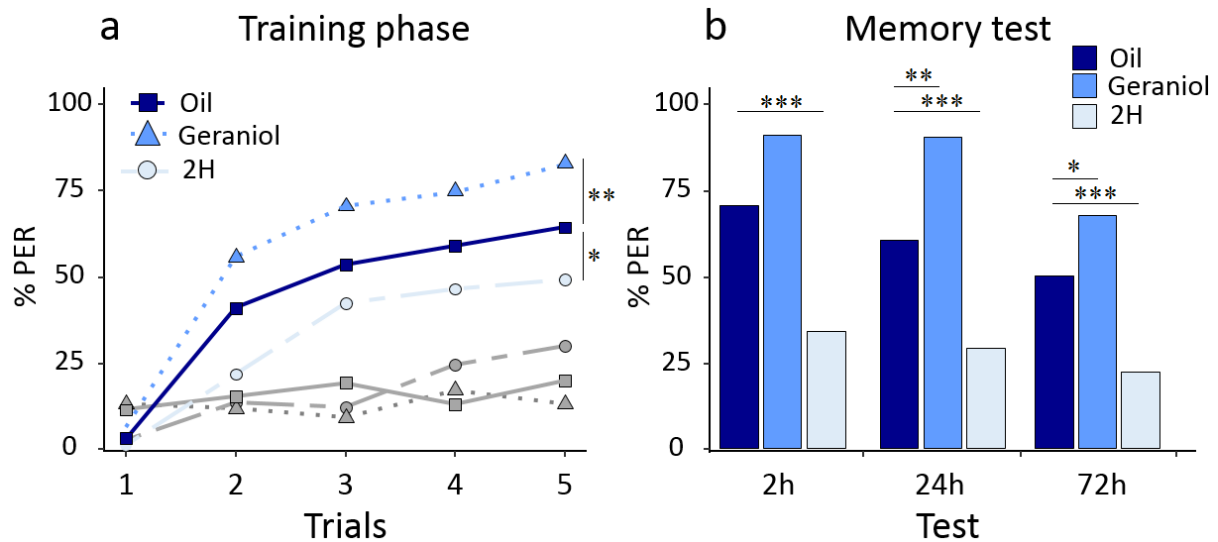 a Training phase
100
75
50
25
0
% PER
Oil
Geraniol
2H
**
*
1 2 3 4 5
Trials
b Memory test
Oil
Geraniol
2H
100
75
50
25
0
% PER
***
**
***
*
***
2h 24h 72h
Test